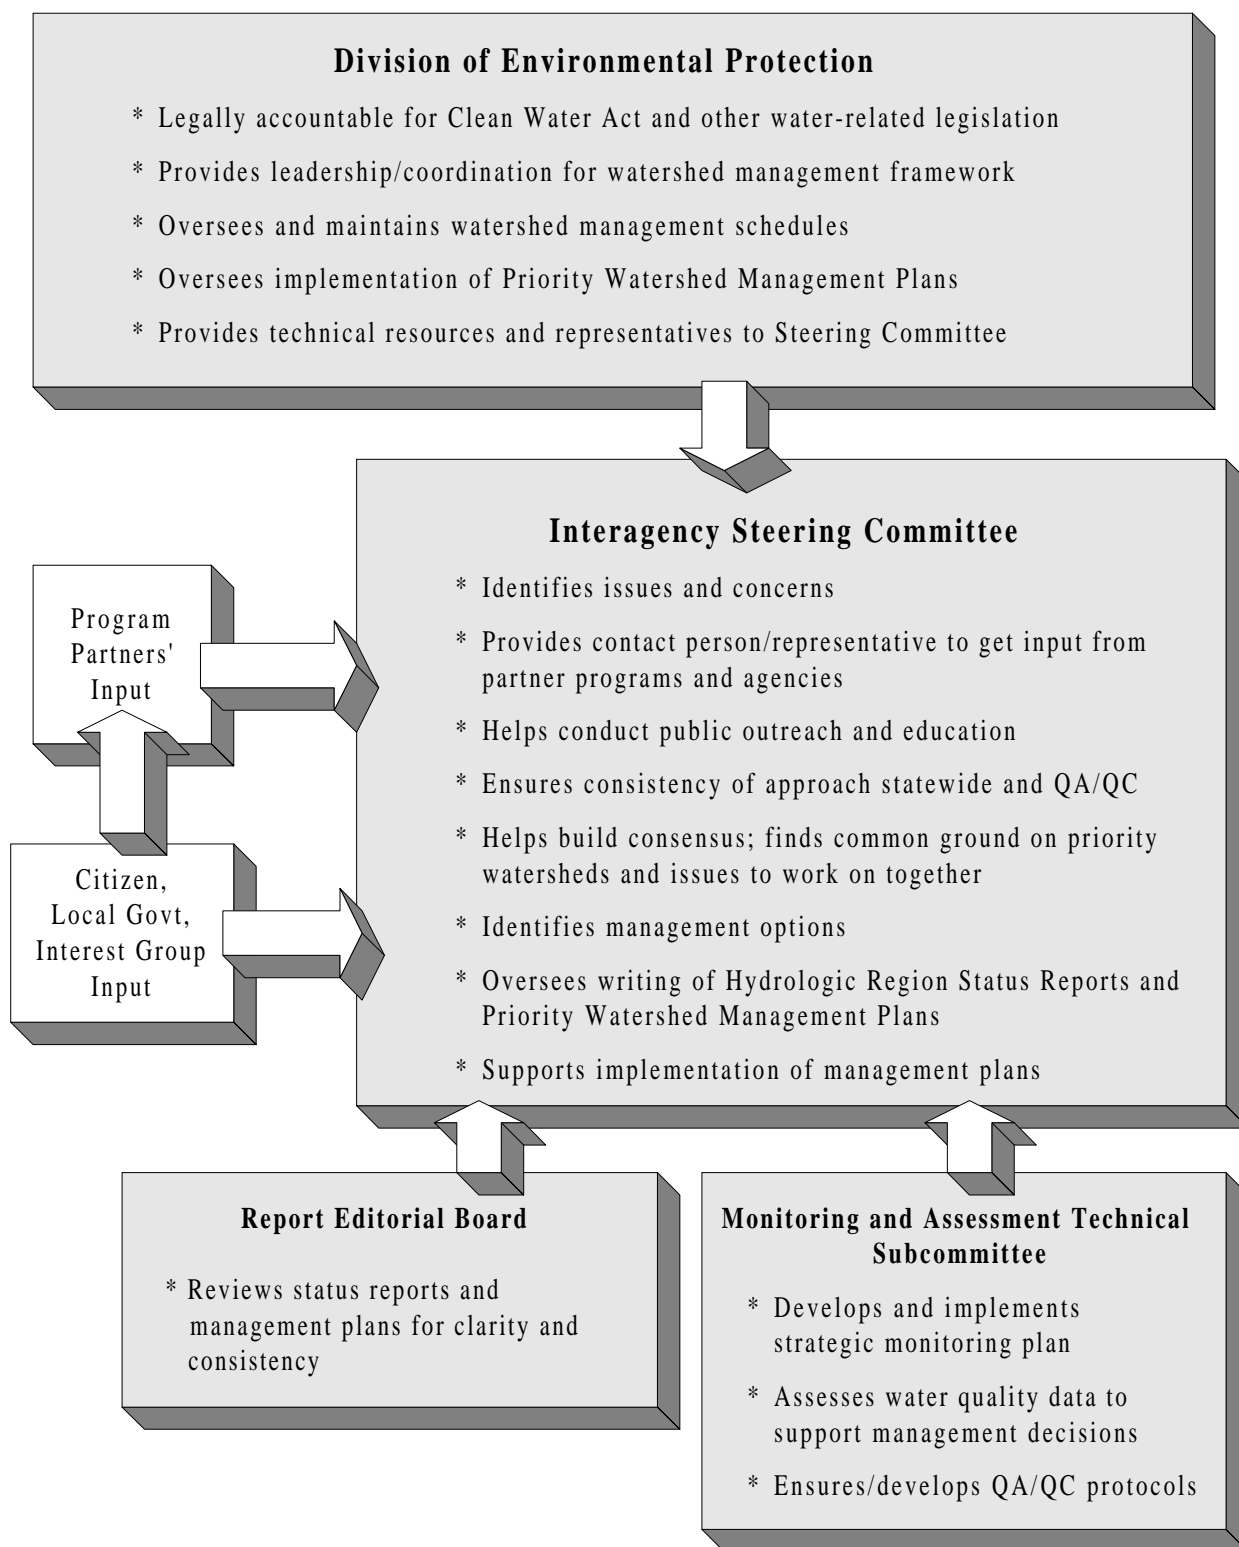 Division of Environmental Protection
* Legally accountable for Clean Water Act and other water-related legislation
* Provides leadership/coordination for watershed management framework
* Oversees and maintains watershed management schedules
* Oversees implementation of Priority Watershed Management Plans
* Provides technical resources and representatives to Steering Committee
Interagency Steering Committee
* Identifies issues and concerns
* Provides contact person/representative to get input from
partner programs and agencies
* Helps conduct public outreach and education
* Ensures consistency of approach statewide and QA/QC
* Helps build consensus; finds common ground on priority
watersheds and issues to work on together
* Identifies management options
* Oversees writing of Hydrologic Region Status Reports and
Priority Watershed Management Plans
* Supports implementation of management plans
Program
Partners'
Input
Citizen,
Local Govt,
Interest Group
Input
Report Editorial Board
* Reviews status reports and
management plans for clarity and
consistency
Monitoring and Assessment Technical
Subcommittee
* Develops and implements
strategic monitoring plan
* Assesses water quality data to
support management decisions
* Ensures/develops QA/QC protocols